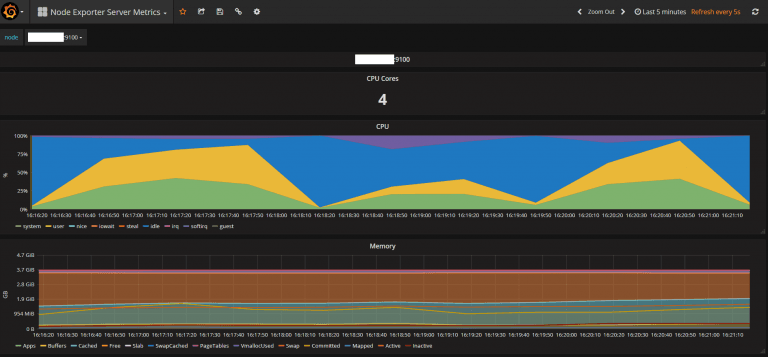 Node Exporter Server Metrics
Zoom Out Last 5 minutes Refresh every 5s
node :9100
:9100
CPU Cores
4
CPU
100%
75%
50%
25%
0%
%
16:16:20 16:16:30 16:16:40 16:16:50 16:17:00 16:17:10 16:17:20 16:17:30 16:17:40 16:17:50 16:18:00 16:18:10 16:18:20 16:18:30 16:18:40 16:18:50 16:19:00 16:19:10 16:19:20 16:19:30 16:19:40 16:19:50 16:20:00 16:20:10 16:20:20 16:20:30 16:20:40 16:20:50 16:21:00 16:21:10
system user nice iowait steal idle irq softirq guest
Memory
4.7 GiB
3.7 GiB
2.8 GiB
1.9 GiB
954 MiB
0 B
GB
16:16:20 16:16:30 16:16:40 16:16:50 16:17:00 16:17:10 16:17:20 16:17:30 16:17:40 16:17:50 16:18:00 16:18:10 16:18:20 16:18:30 16:18:40 16:18:50 16:19:00 16:19:10 16:19:20 16:19:30 16:19:40 16:19:50 16:20:00 16:20:10 16:20:20 16:20:30 16:20:40 16:20:50 16:21:00 16:21:10
Apps Buffers Cached Free Slab SwapCached PageTables VmallocUsed Swap Committed Mapped Active Inactive